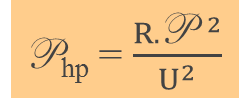 𝒫hp = R.𝒫² / U²